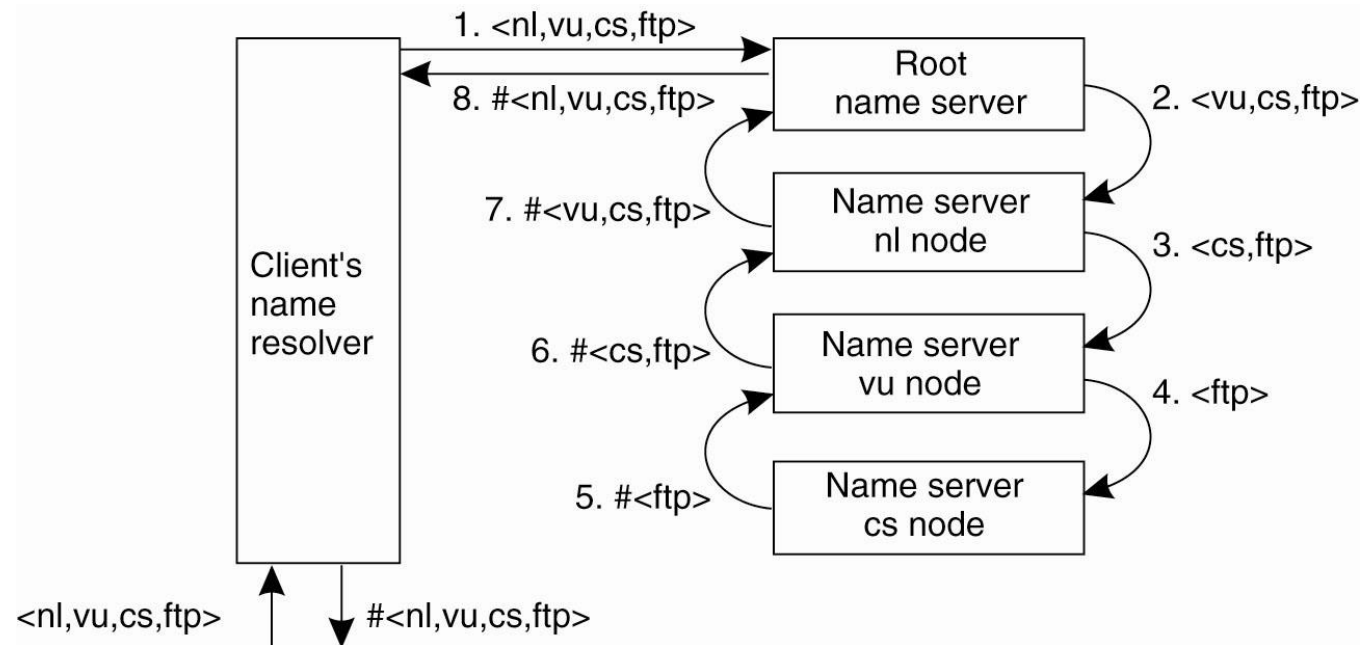 1. <nl,vu,cs,ftp>
Root
name server
8. #<nl,vu,cs,ftp>
2. <vu,cs,ftp>
7. #<vu,cs,ftp>
Name server
nl node
3. <cs,ftp>
Client's
name
resolver
6. #<cs,ftp>
Name server
vu node
4. <ftp>
5. #<ftp>
Name server
cs node
<nl,vu,cs,ftp>
#<nl,vu,cs,ftp>